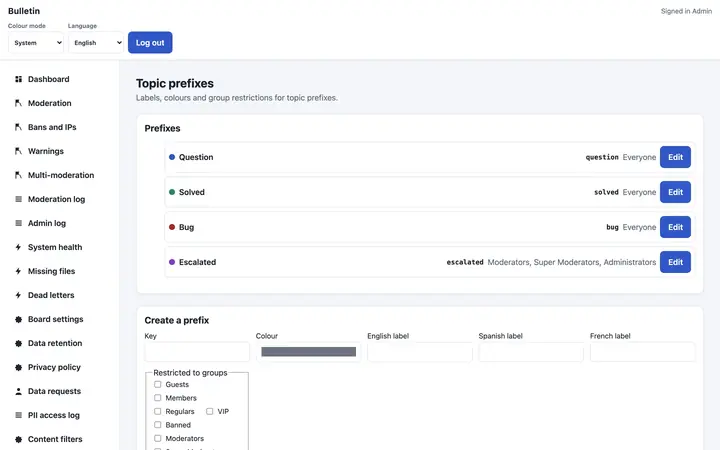 Bulletin
Signed in Admin
Colour mode Language
System English Log out
Dashboard
Moderation
Bans and IPs
Warnings
Multi-moderation
Moderation log
Admin log
System health
Missing files
Dead letters
Board settings
Data retention
Privacy policy
Data requests
PII access log
Content filters
Topic prefixes
Labels, colours and group restrictions for topic prefixes.
Prefixes
Question question Everyone Edit
Solved solved Everyone Edit
Bug bug Everyone Edit
Escalated escalated Moderators, Super Moderators, Administrators Edit
Create a prefix
Key Colour English label Spanish label French label
Restricted to groups
Guests
Members
Regulars VIP
Banned
Moderators